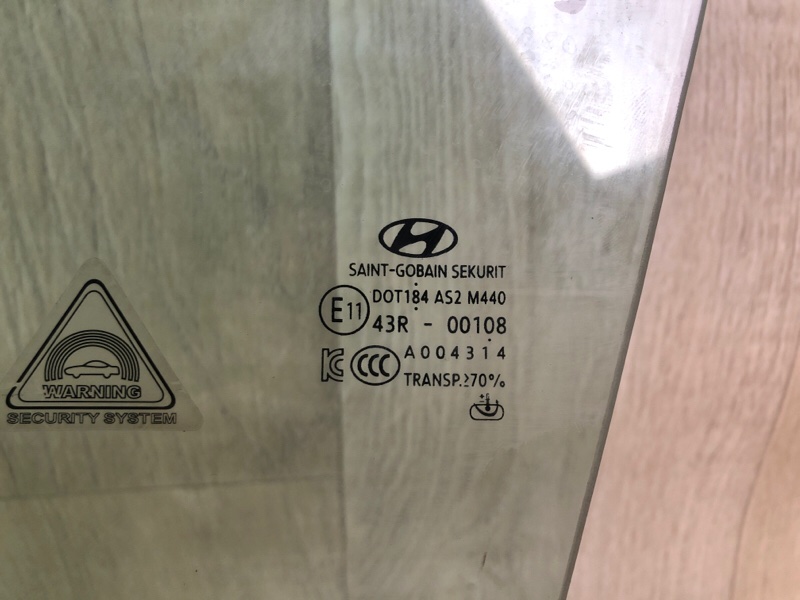 SAINT-GOBAIN SEKURIT
E11
DOT184 AS2 M440
43R - 00108
CCC
A004314
TRANSP.≥70%
WARNING
SECURITY SYSTEM